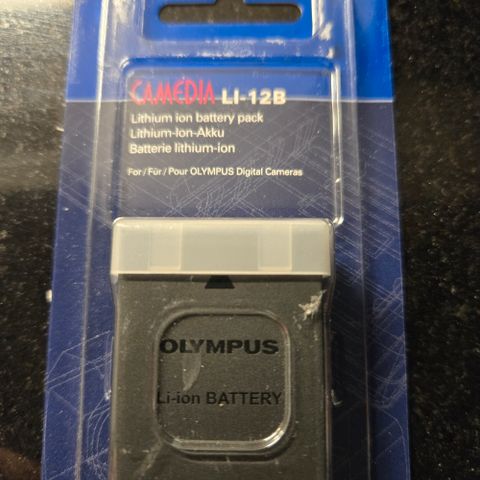 CAMEDIA LI-12B
Lithium ion battery pack
Lithium-Ion-Akku
Batterie lithium-ion
For / Für / Pour OLYMPUS Digital Cameras
OLYMPUS
Li-ion BATTERY